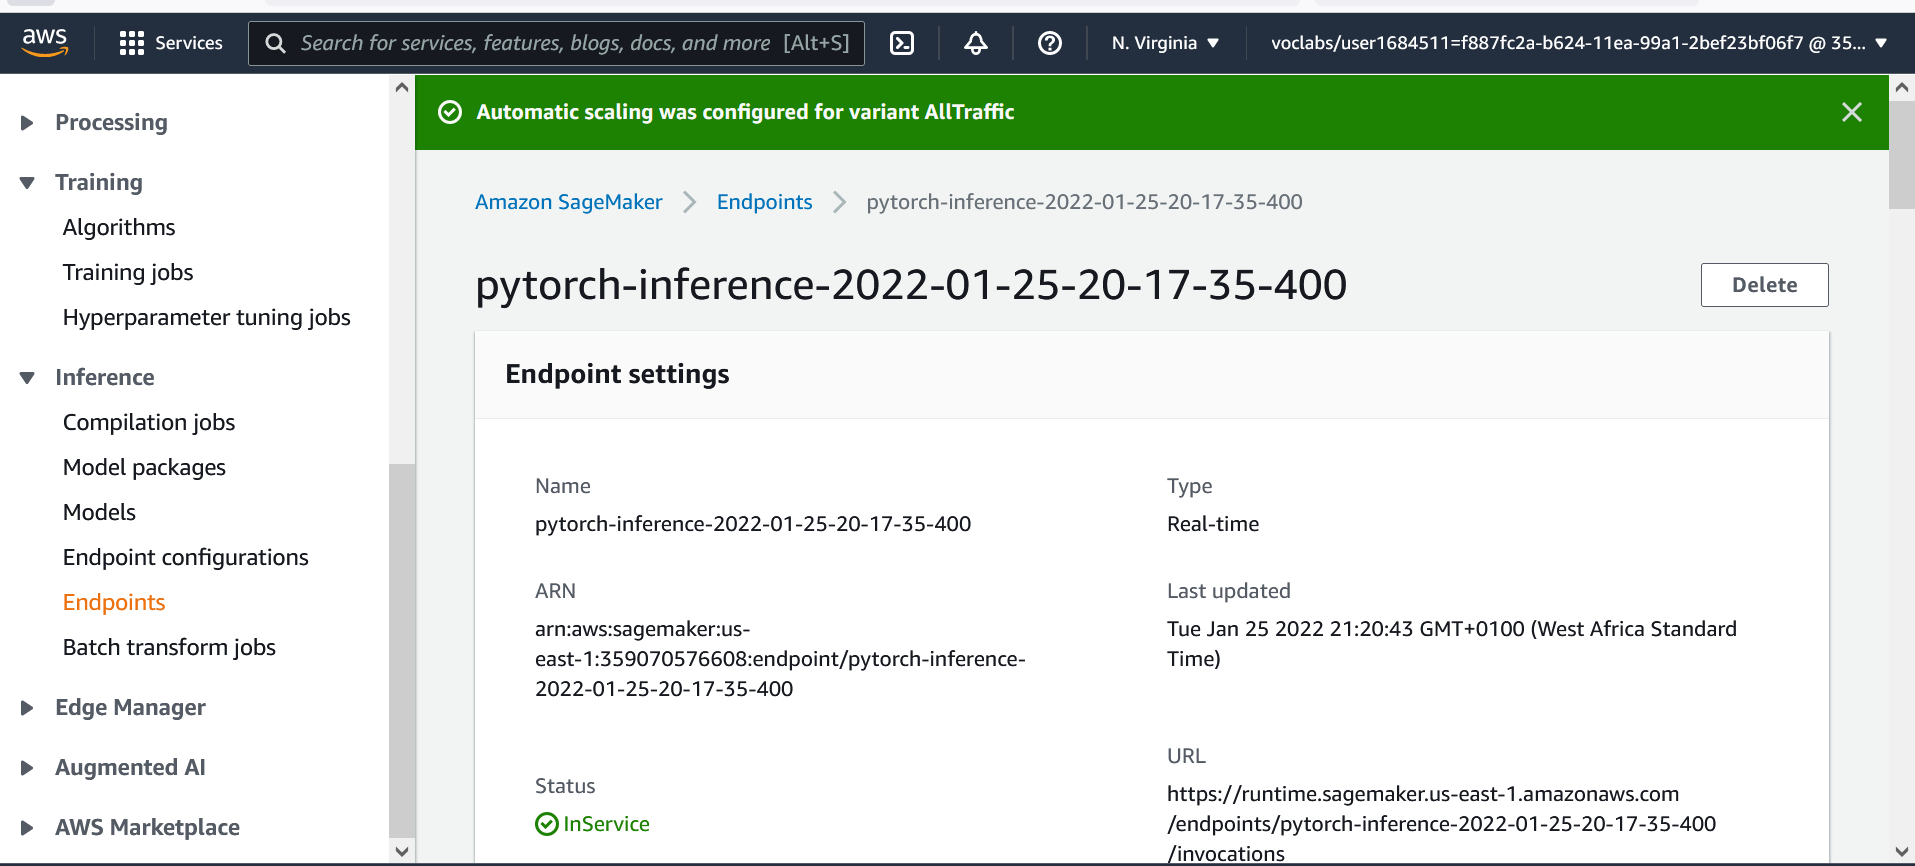 aws
Services
Search for services, features, blogs, docs, and more [Alt+S]
N. Virginia
voclabs/user1684511=f887fc2a-b624-11ea-99a1-2bef23bf06f7 @ 35...
Processing
Training
Algorithms
Training jobs
Hyperparameter tuning jobs
Inference
Compilation jobs
Model packages
Models
Endpoint configurations
Endpoints
Batch transform jobs
Edge Manager
Augmented AI
AWS Marketplace
Automatic scaling was configured for variant AllTraffic
Amazon SageMaker
Endpoints
pytorch-inference-2022-01-25-20-17-35-400
pytorch-inference-2022-01-25-20-17-35-400
Delete
Endpoint settings
Name
pytorch-inference-2022-01-25-20-17-35-400
Type
Real-time
ARN
arn:aws:sagemaker:us-
east-1:359070576608:endpoint/pytorch-inference-
2022-01-25-20-17-35-400
Last updated
Tue Jan 25 2022 21:20:43 GMT+0100 (West Africa Standard
Time)
Status
InService
URL
https://runtime.sagemaker.us-east-1.amazonaws.com
/endpoints/pytorch-inference-2022-01-25-20-17-35-400
/invocations